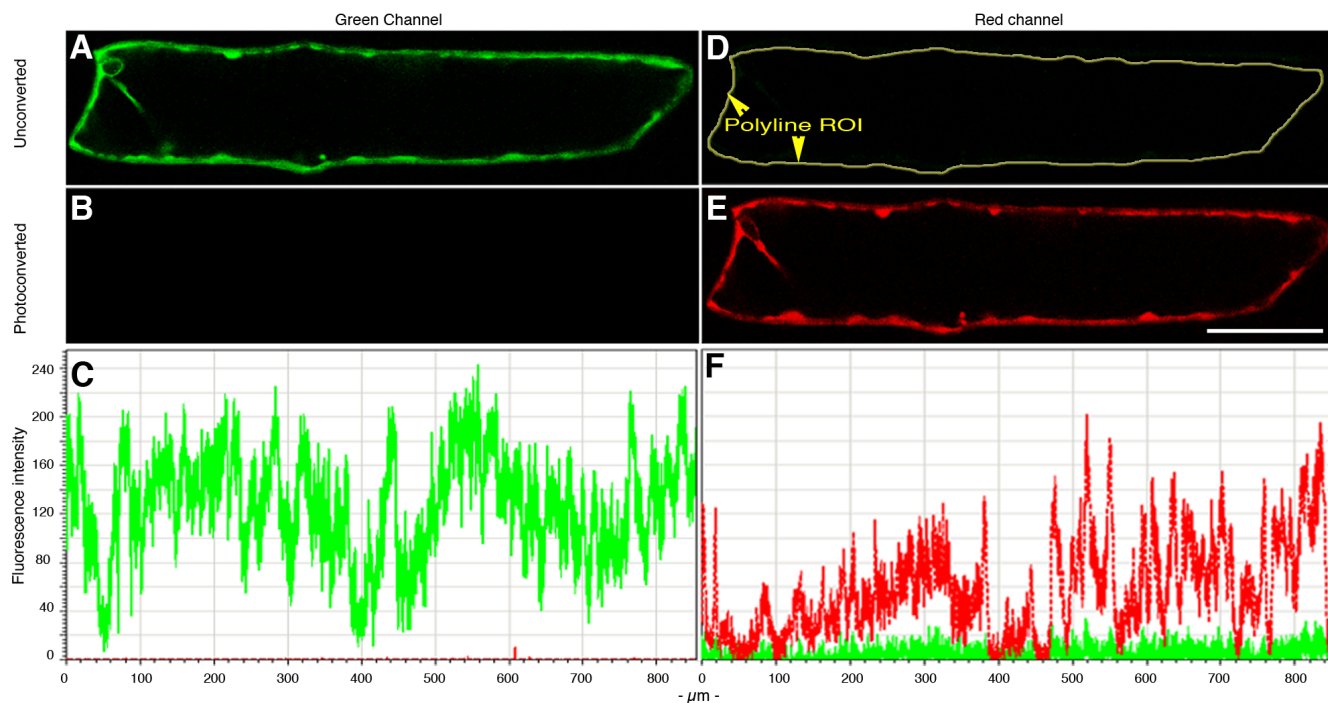 Green Channel
Red channel
Unconverted
A
D
Polyline ROI
Photoconverted
B
E
Fluorescence intensity
C
F
240
200
160
120
80
40
0
0 100 200 300 400 500 600 700 800
0 100 200 300 400 500 600 700 800
- µm -